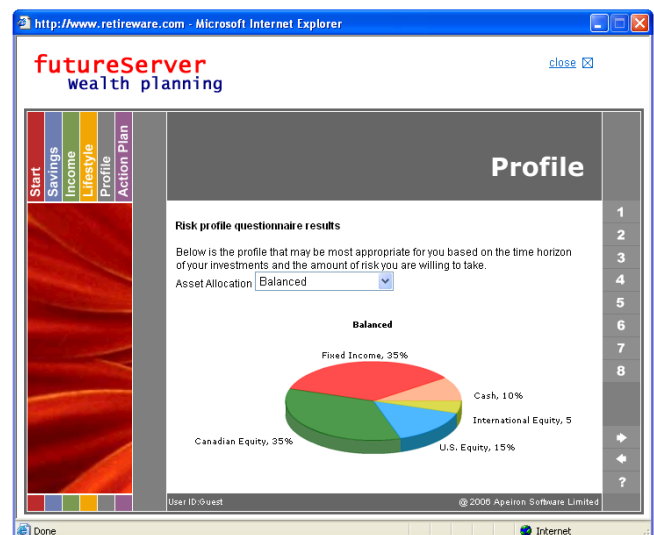 http://www.retireware.com - Microsoft Internet Explorer
futureServer
Wealth planning
close
Start
Savings
Income
Lifestyle
Profile
Action Plan
Profile
1
2
3
4
5
6
7
8
?
Risk profile questionnaire results
Below is the profile that may be most appropriate for you based on the time horizon
of your investments and the amount of risk you are willing to take.
Asset Allocation Balanced
Balanced
Fixed Income, 35%
Cash, 10%
International Equity, 5
Canadian Equity, 35%
U.S. Equity, 15%
User ID:Guest
@ 2006 Apeiron Software Limited
Done
Internet